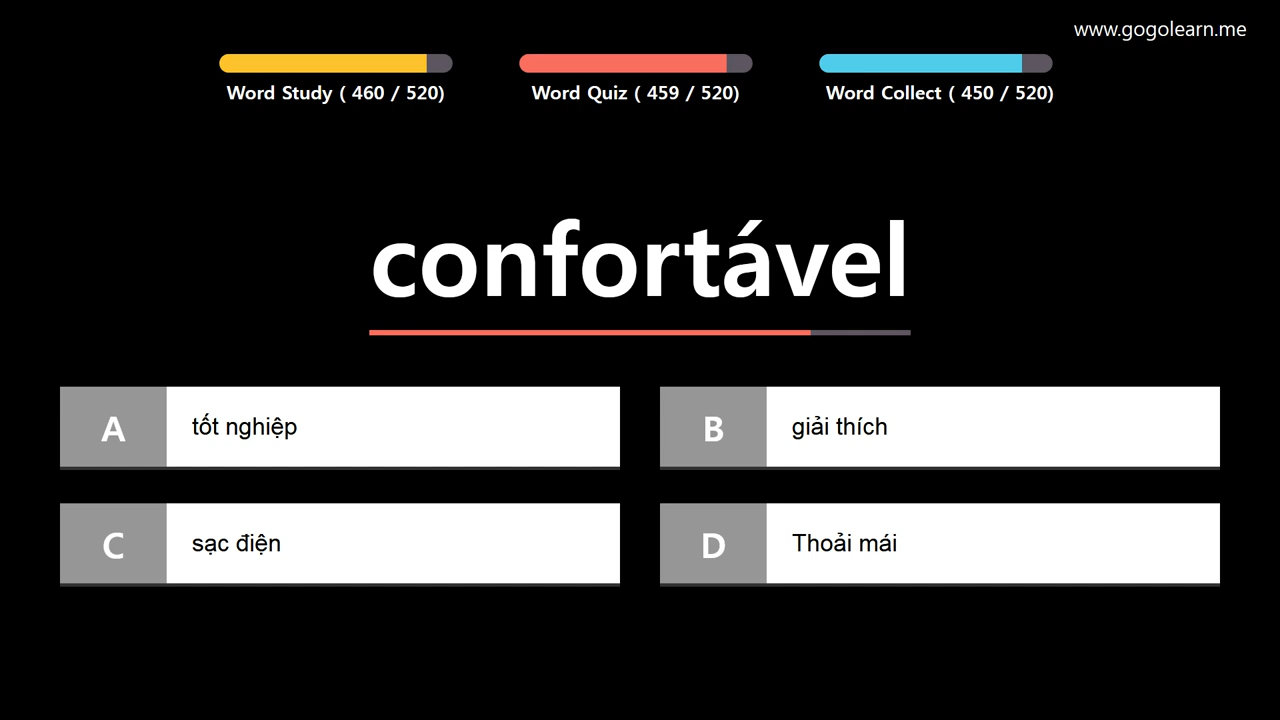 www.gogolearn.me
Word Study ( 460 / 520)
Word Quiz ( 459 / 520)
Word Collect ( 450 / 520)
confortável
A tốt nghiệp
B giải thích
C sạc điện
D Thoải mái